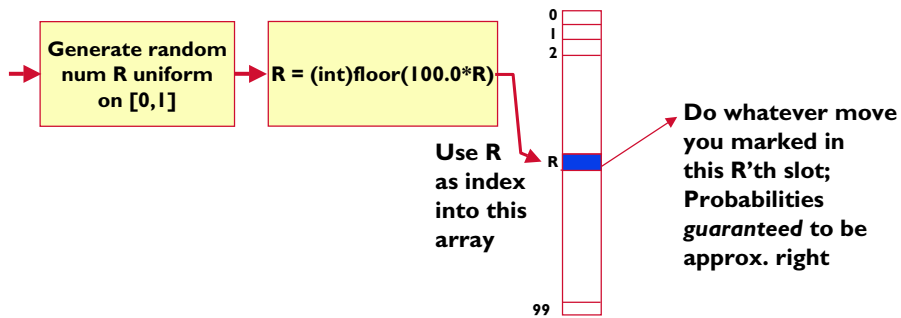 Generate random
num R uniform
on [0,1]
R = (int)floor(100.0*R)
0
1
2
Use R
as index
into this
array
R
99
Do whatever move
you marked in
this R'th slot;
Probabilities
guaranteed to be
approx. right